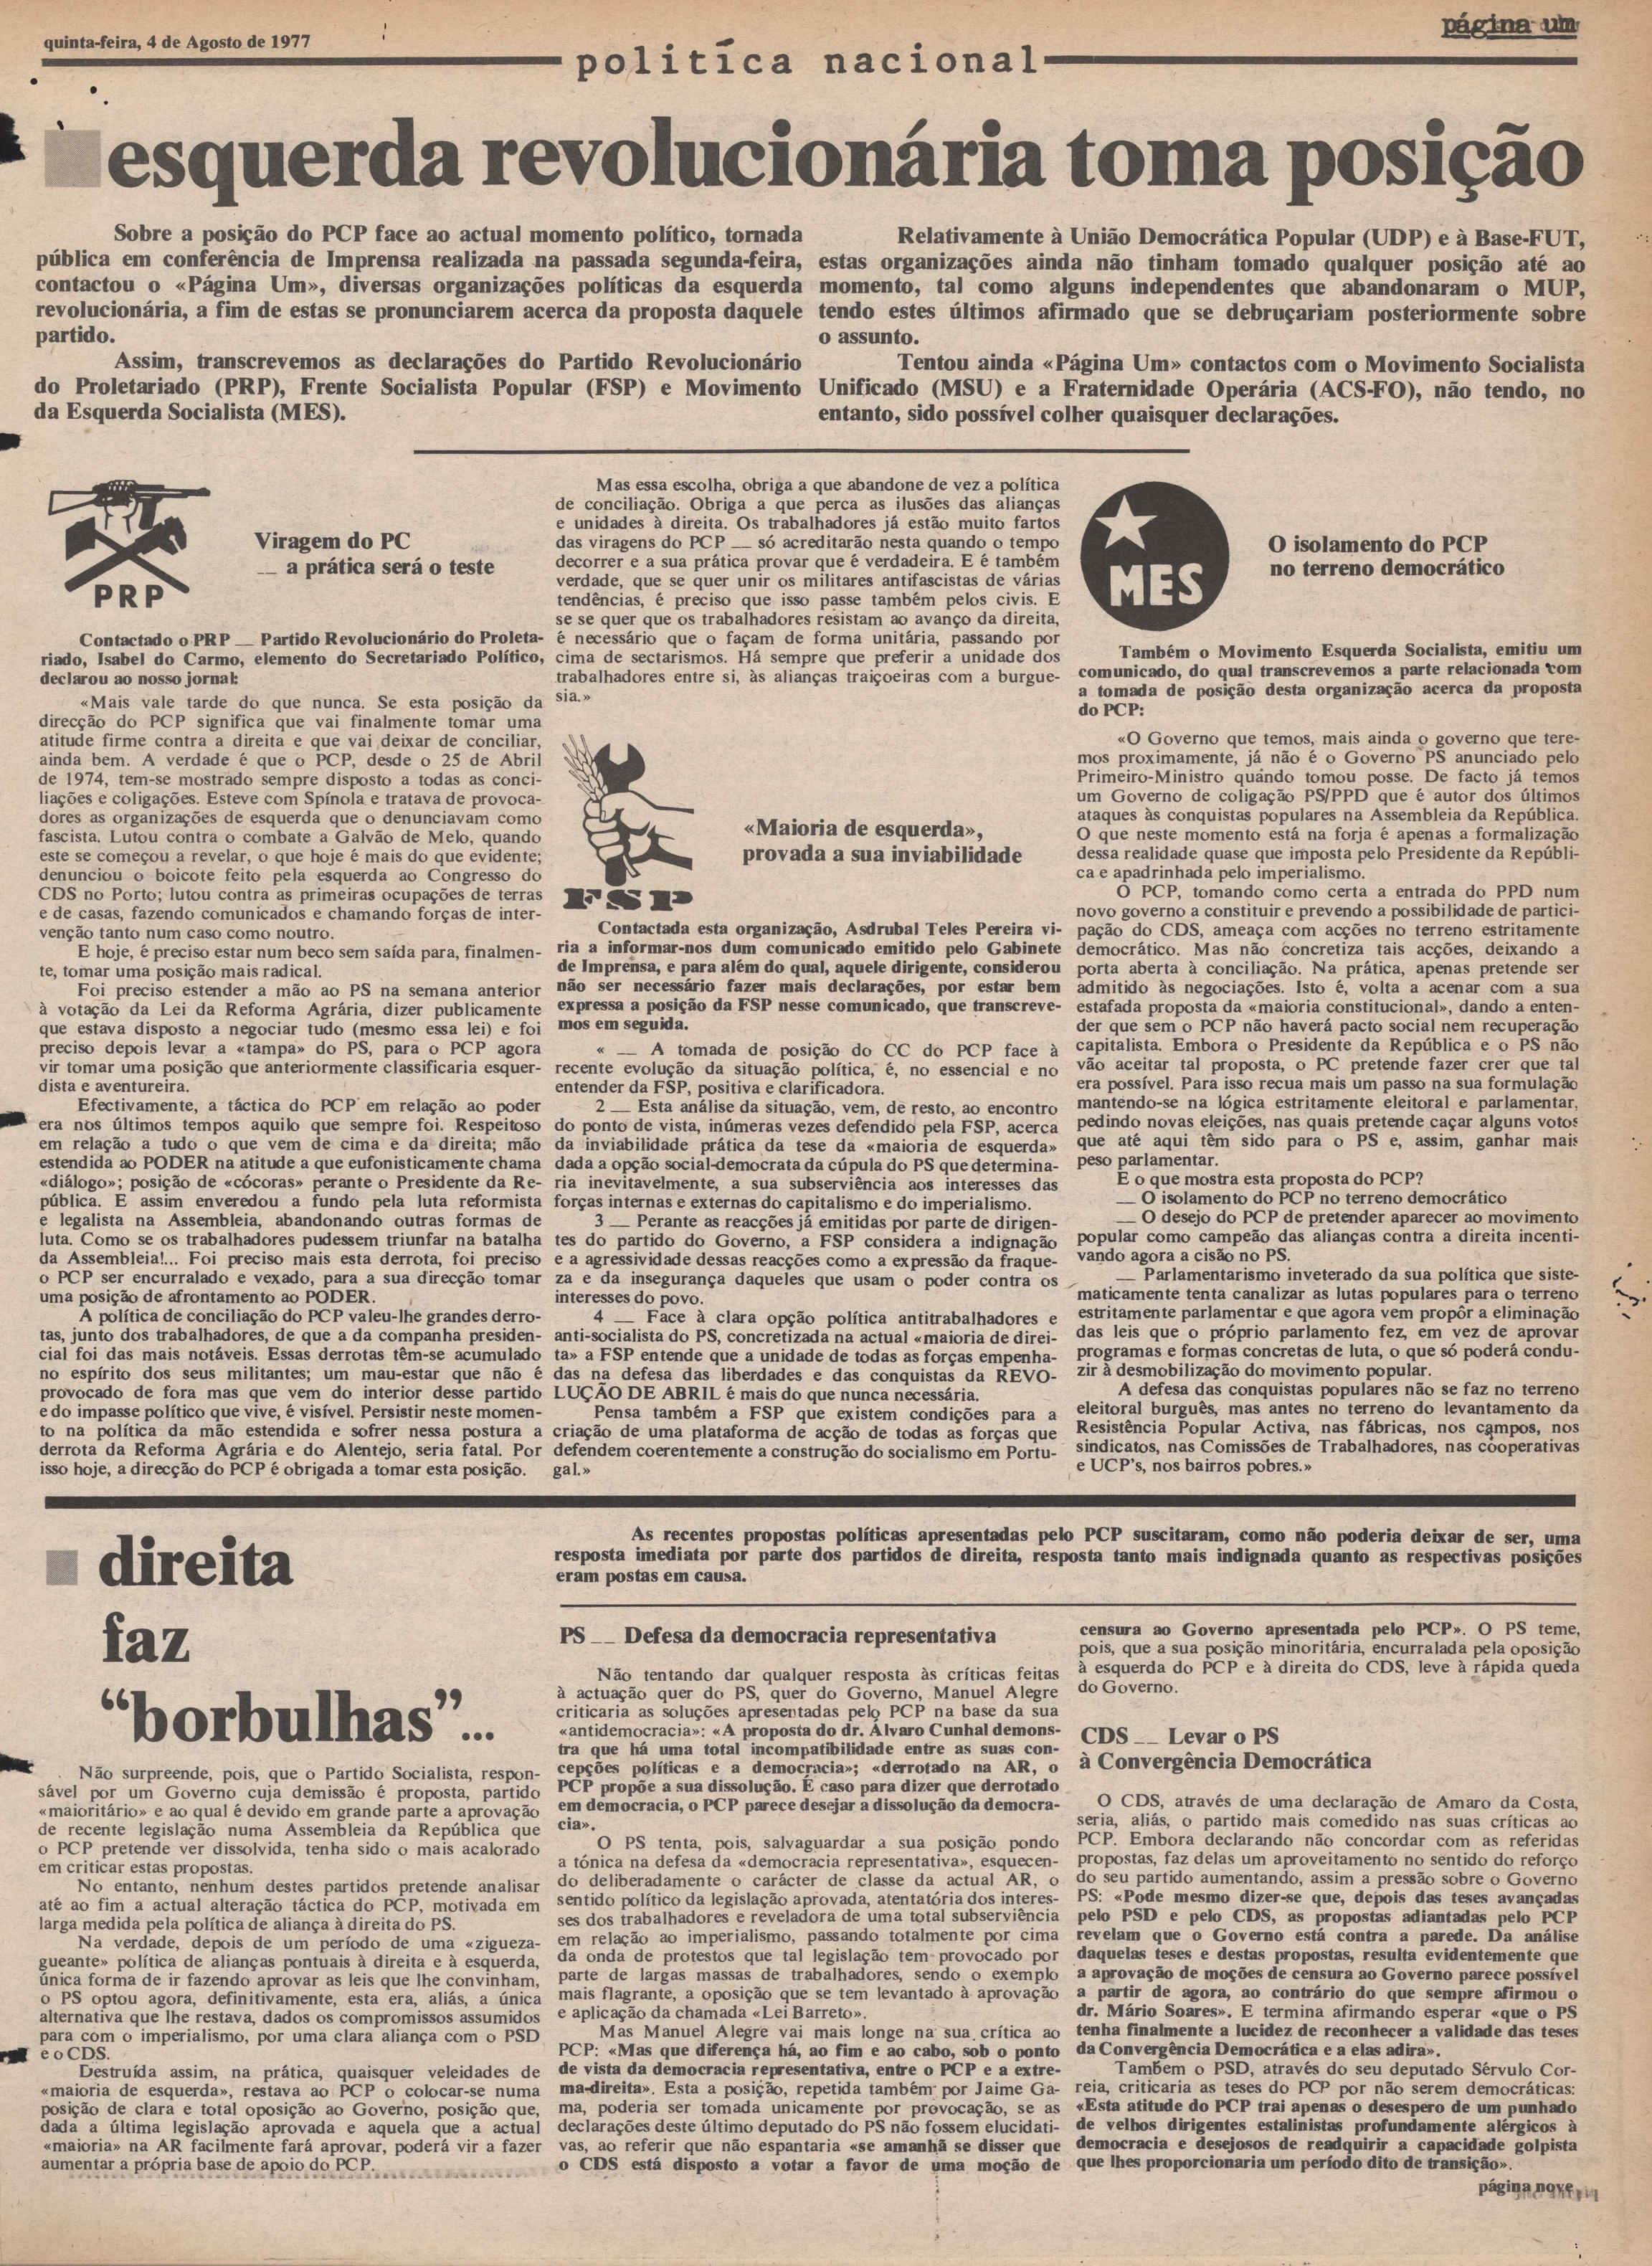 quinta-feira, 4 de Agosto de 1977
página um
política nacional
esquerda revolucionária toma posição
Sobre a posição do PCP face ao actual momento político, tornada
pública em conferência de Imprensa realizada na passada segunda-feira,
contactou o «Página Um», diversas organizações políticas da esquerda
revolucionária, a fim de estas se pronunciarem acerca da proposta daquele
partido.
Assim, transcrevemos as declarações do Partido Revolucionário
do Proletariado (PRP), Frente Socialista Popular (FSP) e Movimento
da Esquerda Socialista (MES).
Relativamente à União Democrática Popular (UDP) e à Base-FUT,
estas organizações ainda não tinham tomado qualquer posição até ao
momento, tal como alguns independentes que abandonaram o MUP,
tendo estes últimos afirmado que se debruçariam posteriormente sobre
o assunto.
Tentou ainda «Página Um» contactos com o Movimento Socialista
Unificado (MSU) e a Fraternidade Operária (ACS-FO), não tendo, no
entanto, sido possível colher quaisquer declarações.
PRP
Viragem do PC
__ a prática será o teste
Contactado o PRP __ Partido Revolucionário do Proleta-
riado, Isabel do Carmo, elemento do Secretariado Político,
declarou ao nosso jornal:
«Mais vale tarde do que nunca. Se esta posição da
direcção do PCP significa que vai finalmente tomar uma
atitude firme contra a direita e que vai deixar de conciliar,
ainda bem. A verdade é que o PCP, desde o 25 de Abril
de 1974, tem-se mostrado sempre disposto a todas as conci-
liações e coligações. Esteve com Spínola e tratava de provoca-
dores as organizações de esquerda que o denunciavam como
fascista. Lutou contra o combate a Galvão de Melo, quando
este se começou a revelar, o que hoje é mais do que evidente;
denunciou o boicote feito pela esquerda ao Congresso do
CDS no Porto; lutou contra as primeiras ocupações de terras
e de casas, fazendo comunicados e chamando forças de inter-
venção tanto num caso como noutro.
E hoje, é preciso estar num beco sem saída para, finalmen-
te, tomar uma posição mais radical.
Foi preciso estender a mão ao PS na semana anterior
à votação da Lei da Reforma Agrária, dizer publicamente
que estava disposto a negociar tudo (mesmo essa lei) e foi
preciso depois levar a «tampa» do PS, para o PCP agora
vir tomar uma posição que anteriormente classificaria esquer-
dista e aventureira.
Efectivamente, a táctica do PCP em relação ao poder
era nos últimos tempos aquilo que sempre foi. Respeitoso
em relação a tudo o que vem de cima e da direita; mão
estendida ao PODER na atitude a que eufonisticamente chama
«diálogo»; posição de «cócoras» perante o Presidente da Re-
pública. E assim enveredou a fundo pela luta reformista
e legalista na Assembleia, abandonando outras formas de
luta. Como se os trabalhadores pudessem triunfar na batalha
da Assembleia!... Foi preciso mais esta derrota, foi preciso
o PCP ser encurralado e vexado, para a sua direcção tomar
uma posição de afrontamento ao PODER.
A política de conciliação do PCP valeu-lhe grandes derro-
tas, junto dos trabalhadores, de que a da companha presiden-
cial foi das mais notáveis. Essas derrotas têm-se acumulado
no espírito dos seus militantes; um mau-estar que não é
provocado de fora mas que vem do interior desse partido
e do impasse político que vive, é visível. Persistir neste momen-
to na política da mão estendida e sofrer nessa postura a
derrota da Reforma Agrária e do Alentejo, seria fatal. Por
isso hoje, a direcção do PCP é obrigada a tomar esta posição.
Mas essa escolha, obriga a que abandone de vez a política
de conciliação. Obriga a que perca as ilusões das alianças
e unidades à direita. Os trabalhadores já estão muito fartos
das viragens do PCP __ só acreditarão nesta quando o tempo
decorrer e a sua prática provar que é verdadeira. E é também
verdade, que se quer unir os militares antifascistas de várias
tendências, é preciso que isso passe também pelos civis. E
se se quer que os trabalhadores resistam ao avanço da direita,
é necessário que o façam de forma unitária, passando por
cima de sectarismos. Há sempre que preferir a unidade dos
trabalhadores entre si, às alianças traiçoeiras com a burgue-
sia.»
FSP
«Maioria de esquerda»,
provada a sua inviabilidade
Contactada esta organização, Asdrubal Teles Pereira vi-
ria a informar-nos dum comunicado emitido pelo Gabinete
de Imprensa, e para além do qual, aquele dirigente, considerou
não ser necessário fazer mais declarações, por estar bem
expressa a posição da FSP nesse comunicado, que transcreve-
mos em seguida.
« __ A tomada de posição do CC do PCP face à
recente evolução da situação política, é, no essencial e no
entender da FSP, positiva e clarificadora.
2 __ Esta análise da situação, vem, de resto, ao encontro
do ponto de vista, inúmeras vezes defendido pela FSP, acerca
da inviabilidade prática da tese da «maioria de esquerda»
dada a opção social-democrata da cúpula do PS que determina-
ria inevitavelmente, a sua subserviência aos interesses das
forças internas e externas do capitalismo e do imperialismo.
3 __ Perante as reacções já emitidas por parte de dirigen-
tes do partido do Governo, a FSP considera a indignação
e a agressividade dessas reacções como a expressão da fraque-
za e da insegurança daqueles que usam o poder contra os
interesses do povo.
4 __ Face à clara opção política antitrabalhadores e
anti-socialista do PS, concretizada na actual «maioria de direi-
ta» a FSP entende que a unidade de todas as forças empenha-
das na defesa das liberdades e das conquistas da REVO-
LUÇÃO DE ABRIL é mais do que nunca necessária.
Pensa também a FSP que existem condições para a
criação de uma plataforma de acção de todas as forças que
defendem coerentemente a construção do socialismo em Portu-
gal.»
MES
O isolamento do PCP
no terreno democrático
Também o Movimento Esquerda Socialista, emitiu um
comunicado, do qual transcrevemos a parte relacionada com
a tomada de posição desta organização acerca da proposta
do PCP:
«O Governo que temos, mais ainda o governo que tere-
mos proximamente, já não é o Governo PS anunciado pelo
Primeiro-Ministro quando tomou posse. De facto já temos
um Governo de coligação PS/PPD que é autor dos últimos
ataques às conquistas populares na Assembleia da República.
O que neste momento está na forja é apenas a formalização
dessa realidade quase que imposta pelo Presidente da Repúbli-
ca e apadrinhada pelo imperialismo.
O PCP, tomando como certa a entrada do PPD num
novo governo a constituir e prevendo a possibilidade de partici-
pação do CDS, ameaça com acções no terreno estritamente
democrático. Mas não concretiza tais acções, deixando a
porta aberta à conciliação. Na prática, apenas pretende ser
admitido às negociações. Isto é, volta a acenar com a sua
estafada proposta da «maioria constitucional», dando a enten-
der que sem o PCP não haverá pacto social nem recuperação
capitalista. Embora o Presidente da República e o PS não
vão aceitar tal proposta, o PC pretende fazer crer que tal
era possível. Para isso recua mais um passo na sua formulação
mantendo-se na lógica estritamente eleitoral e parlamentar,
pedindo novas eleições, nas quais pretende caçar alguns votos
que até aqui têm sido para o PS e, assim, ganhar mais
peso parlamentar.
E o que mostra esta proposta do PCP?
__ O isolamento do PCP no terreno democrático
__ O desejo do PCP de pretender aparecer ao movimento
popular como campeão das alianças contra a direita incenti-
vando agora a cisão no PS.
__ Parlamentarismo inveterado da sua política que siste-
maticamente tenta canalizar as lutas populares para o terreno
estritamente parlamentar e que agora vem propôr a eliminação
das leis que o próprio parlamento fez, em vez de aprovar
programas e formas concretas de luta, o que só poderá condu-
zir à desmobilização do movimento popular.
A defesa das conquistas populares não se faz no terreno
eleitoral burguês, mas antes no terreno do levantamento da
Resistência Popular Activa, nas fábricas, nos campos, nos
sindicatos, nas Comissões de Trabalhadores, nas cooperativas
e UCP's, nos bairros pobres.»
direita
faz
“borbulhas”...
As recentes propostas políticas apresentadas pelo PCP suscitaram, como não poderia deixar de ser, uma
resposta imediata por parte dos partidos de direita, resposta tanto mais indignada quanto as respectivas posições
eram postas em causa.
Não surpreende, pois, que o Partido Socialista, respon-
sável por um Governo cuja demissão é proposta, partido
«maioritário» e ao qual é devido em grande parte a aprovação
de recente legislação numa Assembleia da República que
o PCP pretende ver dissolvida, tenha sido o mais acalorado
em criticar estas propostas.
No entanto, nenhum destes partidos pretende analisar
até ao fim a actual alteração táctica do PCP, motivada em
larga medida pela política de aliança à direita do PS.
Na verdade, depois de um período de uma «zigueza-
gueante» política de alianças pontuais à direita e à esquerda,
única forma de ir fazendo aprovar as leis que lhe convinham,
o PS optou agora, definitivamente, esta era, aliás, a única
alternativa que lhe restava, dados os compromissos assumidos
para com o imperialismo, por uma clara aliança com o PSD
e o CDS.
Destruída assim, na prática, quaisquer veleidades de
«maioria de esquerda», restava ao PCP o colocar-se numa
posição de clara e total oposição ao Governo, posição que,
dada a última legislação aprovada e aquela que a actual
«maioria» na AR facilmente fará aprovar, poderá vir a fazer
aumentar a própria base de apoio do PCP.
PS __ Defesa da democracia representativa
Não tentando dar qualquer resposta às críticas feitas
à actuação quer do PS, quer do Governo, Manuel Alegre
criticaria as soluções apresentadas pelo PCP na base da sua
«antidemocracia»: «A proposta do dr. Álvaro Cunhal demons-
tra que há uma total incompatibilidade entre as suas con-
cepções políticas e a democracia»; «derrotado na AR, o
PCP propõe a sua dissolução. É caso para dizer que derrotado
em democracia, o PCP parece desejar a dissolução da democra-
cia».
O PS tenta, pois, salvaguardar a sua posição pondo
a tónica na defesa da «democracia representativa», esquecen-
do deliberadamente o carácter de classe da actual AR, o
sentido político da legislação aprovada, atentatória dos interes-
ses dos trabalhadores e reveladora de uma total subserviência
em relação ao imperialismo, passando totalmente por cima
da onda de protestos que tal legislação tem provocado por
parte de largas massas de trabalhadores, sendo o exemplo
mais flagrante, a oposição que se tem levantado à aprovação
e aplicação da chamada «Lei Barreto».
Mas Manuel Alegre vai mais longe na sua crítica ao
PCP: «Mas que diferença há, ao fim e ao cabo, sob o ponto
de vista da democracia representativa, entre o PCP e a extre-
ma-direita». Esta a posição, repetida também por Jaime Ga-
ma, poderia ser tomada unicamente por provocação, se as
declarações deste último deputado do PS não fossem elucidati-
vas, ao referir que não espantaria «se amanhã se disser que
o CDS está disposto a votar a favor de uma moção de
censura ao Governo apresentada pelo PCP». O PS teme,
pois, que a sua posição minoritária, encurralada pela oposição
à esquerda do PCP e à direita do CDS, leve à rápida queda
do Governo.
CDS __ Levar o PS
à Convergência Democrática
O CDS, através de uma declaração de Amaro da Costa,
seria, aliás, o partido mais comedido nas suas críticas ao
PCP. Embora declarando não concordar com as referidas
propostas, faz delas um aproveitamento no sentido do reforço
do seu partido aumentando, assim a pressão sobre o Governo
PS: «Pode mesmo dizer-se que, depois das teses avançadas
pelo PSD e pelo CDS, as propostas adiantadas pelo PCP
revelam que o Governo está contra a parede. Da análise
daquelas teses e destas propostas, resulta evidentemente que
a aprovação de moções de censura ao Governo parece possível
a partir de agora, ao contrário do que sempre afirmou o
dr. Mário Soares». E termina afirmando esperar «que o PS
tenha finalmente a lucidez de reconhecer a validade das teses
da Convergência Democrática e a elas adira».
Tambem o PSD, através do seu deputado Sérvulo Cor-
reia, criticaria as teses do PCP por não serem democráticas:
«Esta atitude do PCP trai apenas o desespero de um punhado
de velhos dirigentes estalinistas profundamente alérgicos à
democracia e desejosos de readquirir a capacidade golpista
que lhes proporcionaria um período dito de transição».
página nove